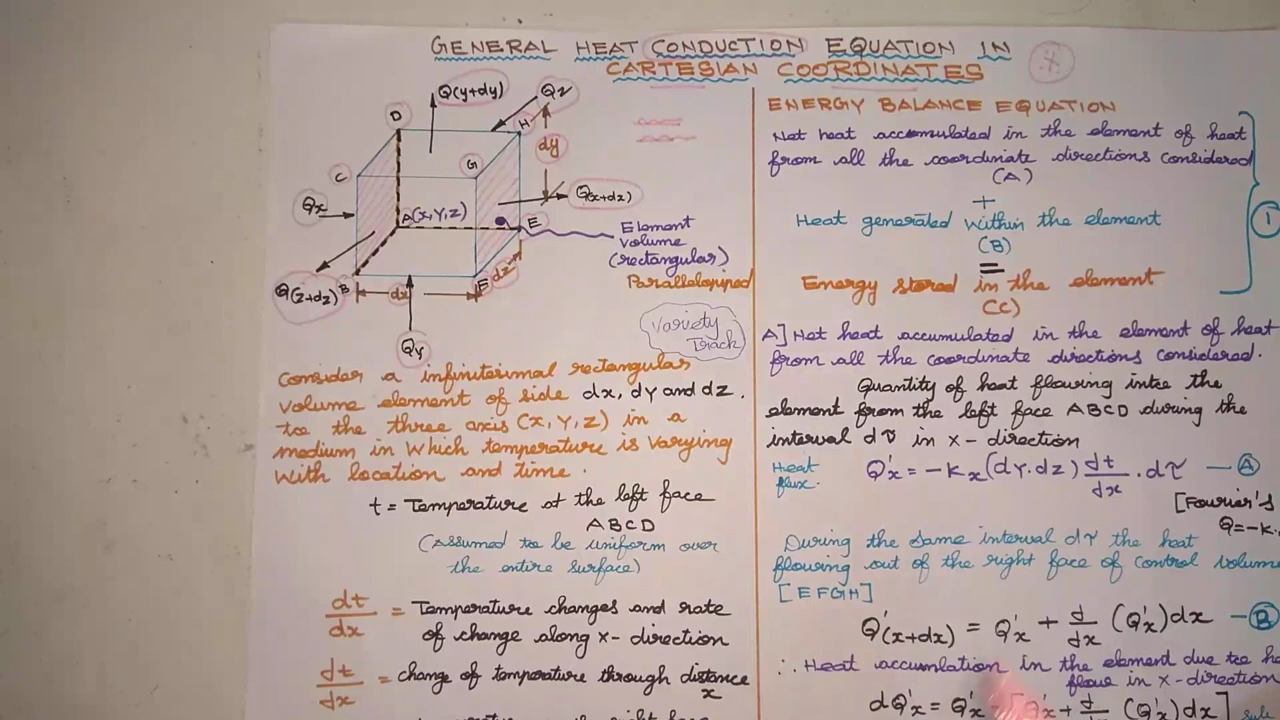 GENERAL HEAT CONDUCTION EQUATION IN
CARTESIAN COORDINATES
Q(y+dy)
Qz
D
H
dy
C
G
Q(x+dx)
Qx
A(x,y,z)
E
Element
volume
(rectangular)
Parallelopiped
Q(z+dz)
B
dx
F
dz
Qy
Variety
Track
Consider a infinitesimal rectangular
volume element of side dx, dy and dz.
to the three axis (x, y, z) in a
medium in which temperature is varying
with location and time.
t = Temperature at the left face
ABCD
(Assumed to be uniform over
the entire surface)
dt/dx = Temperature changes and rate
of change along x- direction
dt/dx = change of temperature through distance
x
ENERGY BALANCE EQUATION
Net heat accumulated in the element of heat
from all the coordinate directions considered
(A)
+
Heat generated within the element
(B)
=
Energy stored in the element
(C)
1
A] Net heat accumulated in the element of heat
from all the coordinate directions considered.
Quantity of heat flowing into the
element from the left face ABCD during the
interval dτ in x- direction
Heat
flux.
Q'x = -kx (dy.dz) dt/dx . dτ — A
[Fourier's
Q=-k.
During the same interval dτ the heat
flowing out of the right face of control volume
[EFGH]
Q'(x+dx) = Q'x + d/dx (Q'x)dx — B
∴ Heat accumlation in the element due to
flow in x-direction
dQ'x = Q'x - [Q'x + d/dx (Q'x)dx]